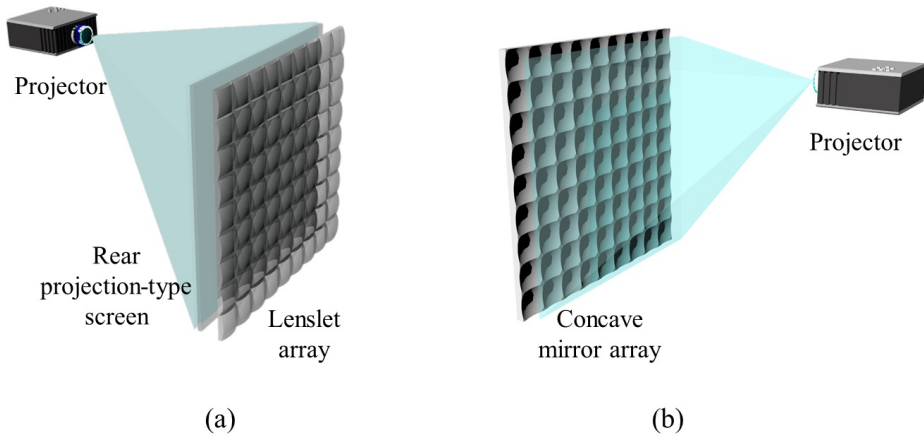 Projector
Rear
projection-type
screen
Lenslet
array
(a)
Projector
Concave
mirror array
(b)